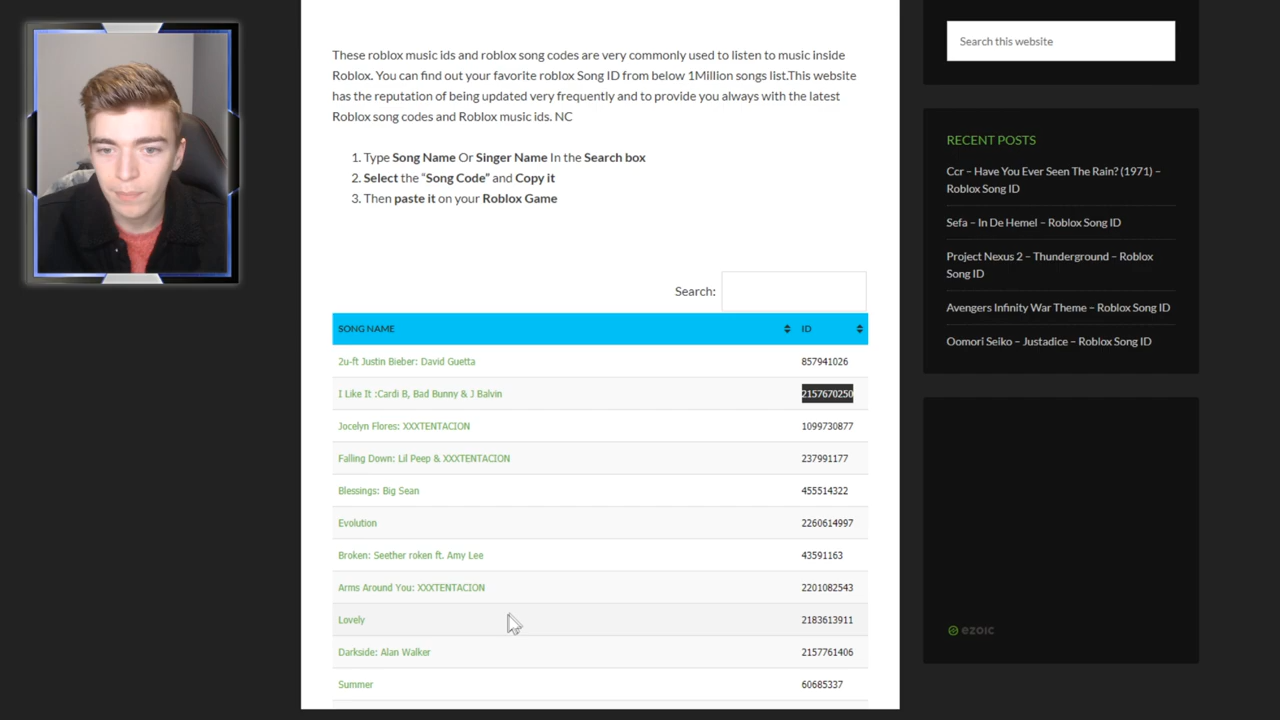 These roblox music ids and roblox song codes are very commonly used to listen to music inside
Roblox. You can find out your favorite roblox Song ID from below 1Million songs list.This website
has the reputation of being updated very frequently and to provide you always with the latest
Roblox song codes and Roblox music ids. NC
1. Type Song Name Or Singer Name In the Search box
2. Select the “Song Code” and Copy it
3. Then paste it on your Roblox Game
Search:
SONG NAME ID
2u-ft Justin Bieber: David Guetta 857941026
I Like It :Cardi B, Bad Bunny & J Balvin 2157670250
Jocelyn Flores: XXXTENTACION 1099730877
Falling Down: Lil Peep & XXXTENTACION 237991177
Blessings: Big Sean 455514322
Evolution 2260614997
Broken: Seether roken ft. Amy Lee 43591163
Arms Around You: XXXTENTACION 2201082543
Lovely 2183613911
Darkside: Alan Walker 2157761406
Summer 60685337
Search this website
RECENT POSTS
Ccr – Have You Ever Seen The Rain? (1971) –
Roblox Song ID
Sefa – In De Hemel – Roblox Song ID
Project Nexus 2 – Thunderground – Roblox
Song ID
Avengers Infinity War Theme – Roblox Song ID
Oomori Seiko – Justadice – Roblox Song ID
ezoic